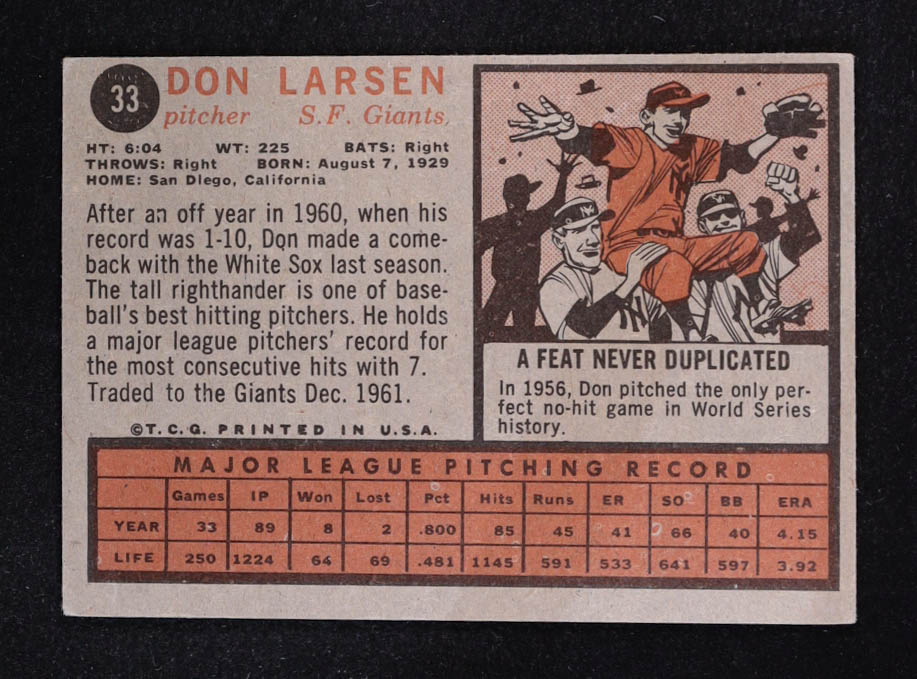 33
DON LARSEN
pitcher S.F. Giants
HT: 6:04 WT: 225 BATS: Right
THROWS: Right BORN: August 7, 1929
HOME: San Diego, California
After an off year in 1960, when his
record was 1-10, Don made a come-
back with the White Sox last season.
The tall righthander is one of base-
ball's best hitting pitchers. He holds
a major league pitchers' record for
the most consecutive hits with 7.
Traded to the Giants Dec. 1961.
©T.C.G. PRINTED IN U.S.A.
A FEAT NEVER DUPLICATED
In 1956, Don pitched the only per-
fect no-hit game in World Series
history.
MAJOR LEAGUE PITCHING RECORD
Games IP Won Lost Pct Hits Runs ER SO BB ERA
YEAR 33 89 8 2 .800 85 45 41 66 40 4.15
LIFE 250 1224 64 69 .481 1145 591 533 641 597 3.92